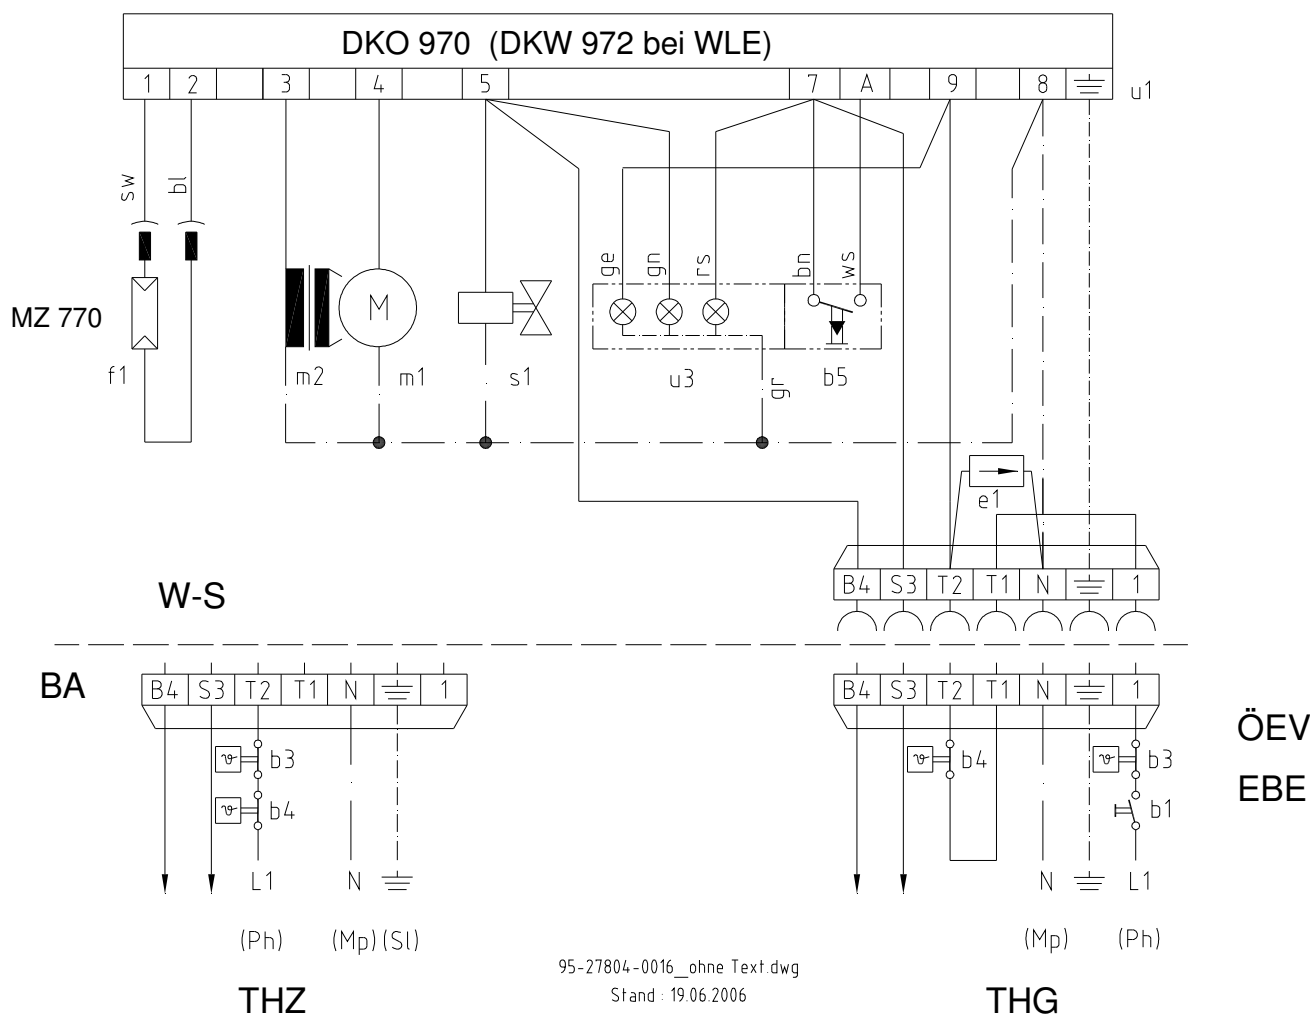 DKO 970 (DKW 972 bei WLE)
1 2 3 4 5 7 A 9 8 u1
sw bl
ge gn rs bn ws
M
MZ 770
f1 m2 m1 s1 u3 gr b5
e1
B4 S3 T2 T1 N 1
W-S
BA
B4 S3 T2 T1 N 1
B4 S3 T2 T1 N 1
ÖEV
ϑ b3
ϑ b4
ϑ b3
EBE
ϑ b4
b1
L1 N
N L1
(Ph) (Mp) (Sl)
(Mp) (Ph)
95-27804-0016_ohne Text.dwg
Stand : 19.06.2006
THZ
THG